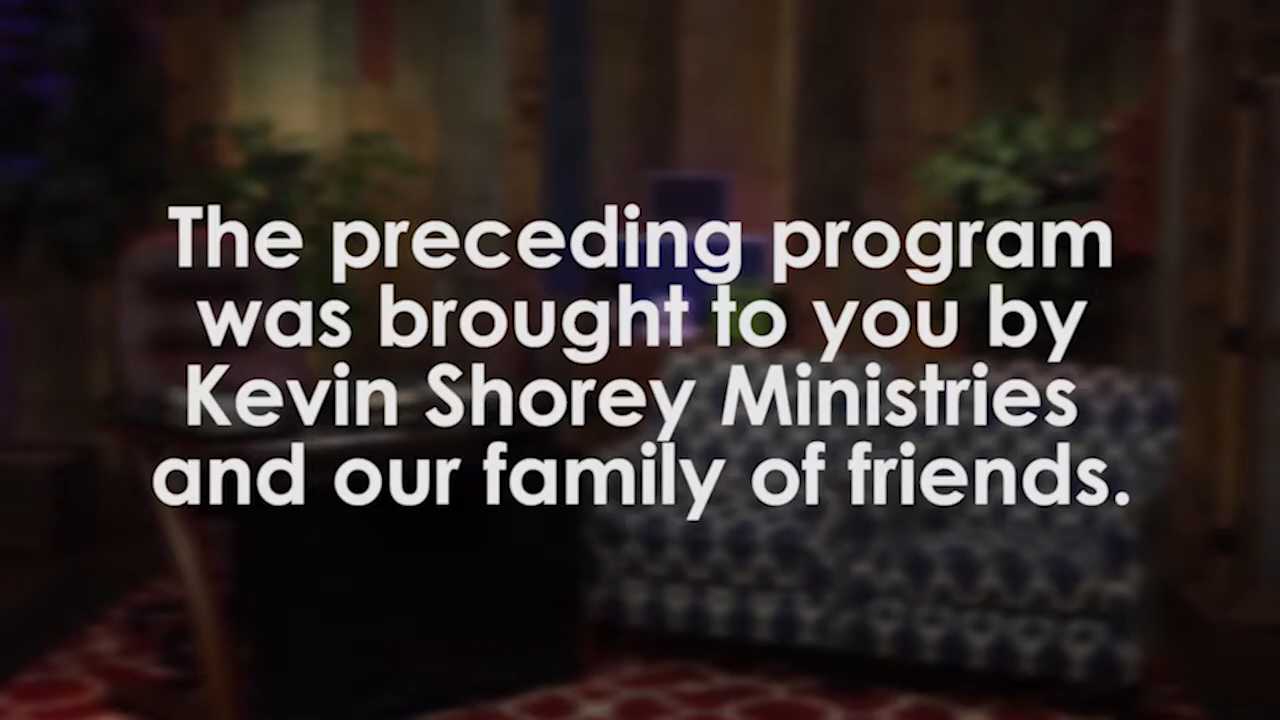 The preceding program
was brought to you by
Kevin Shorey Ministries
and our family of friends.